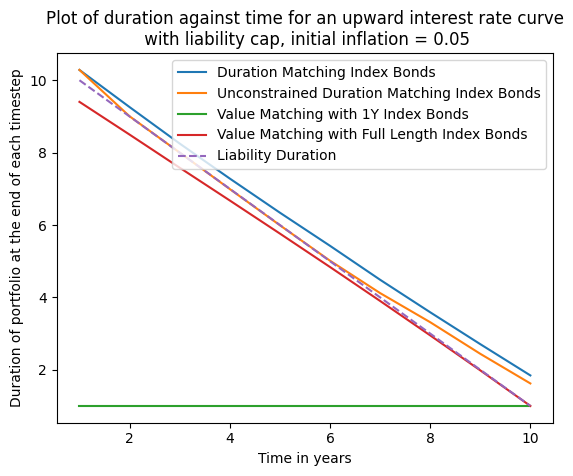 Plot of duration against time for an upward interest rate curve
with liability cap, initial inflation = 0.05
Duration of portfolio at the end of each timestep
10
8
6
4
2
Duration Matching Index Bonds
Unconstrained Duration Matching Index Bonds
Value Matching with 1Y Index Bonds
Value Matching with Full Length Index Bonds
Liability Duration
2
4
6
8
10
Time in years